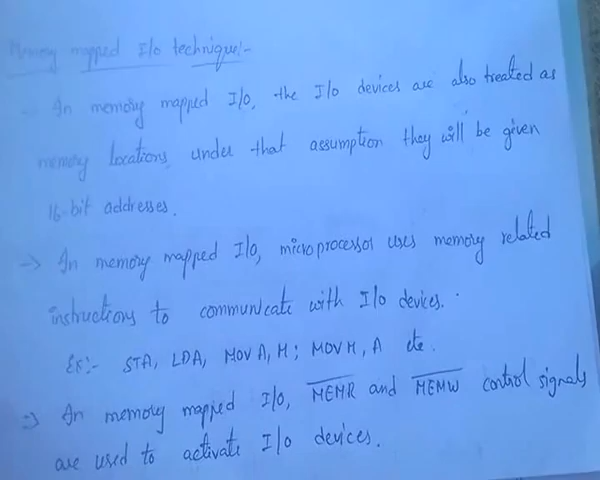 Memory mapped I/o technique:-
→ In memory mapped I/o, the I/o devices are also treated as
memory locations, under that assumption they will be given
16-bit addresses.
→ In memory mapped I/o, microprocessor uses memory related
instructions to communicate with I/o devices.
Ex:- STA, LDA, MOV A, M; MOV M, A etc.
⇒ In memory mapped I/o, M̅E̅M̅R̅ and M̅E̅M̅W̅ control signals
are used to activate I/o devices.